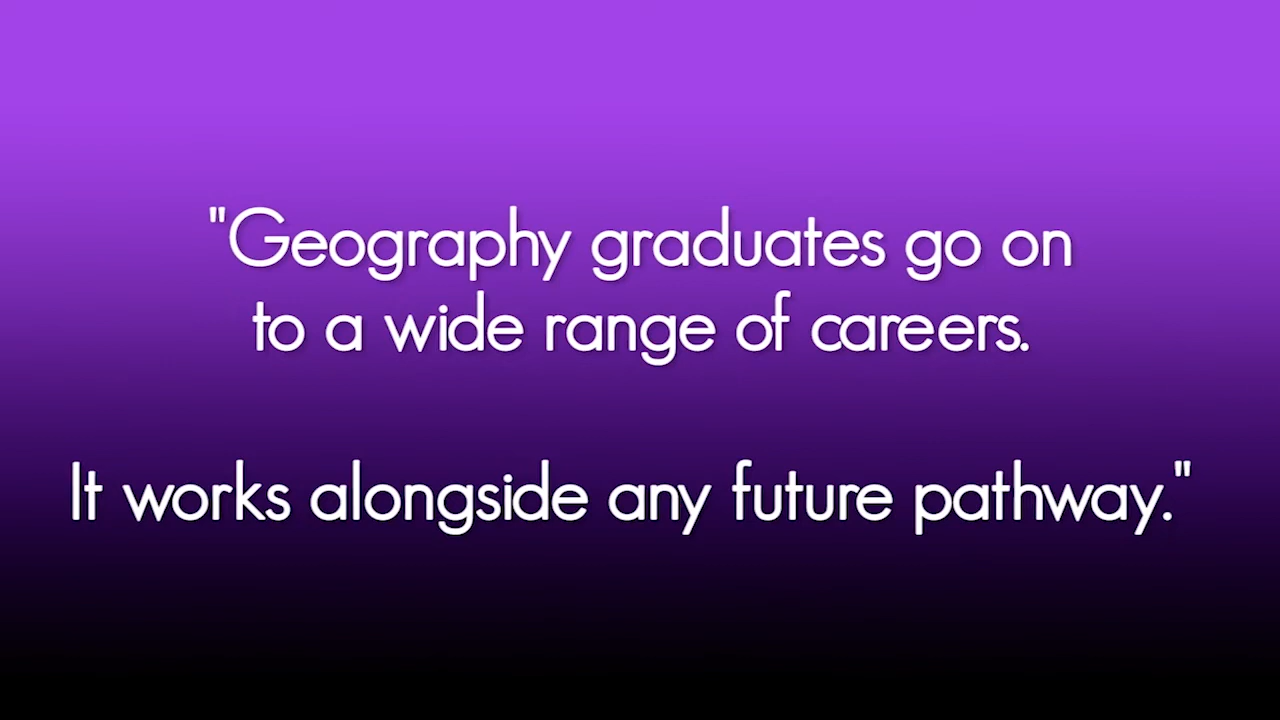 "Geography graduates go on
to a wide range of careers.
It works alongside any future pathway."